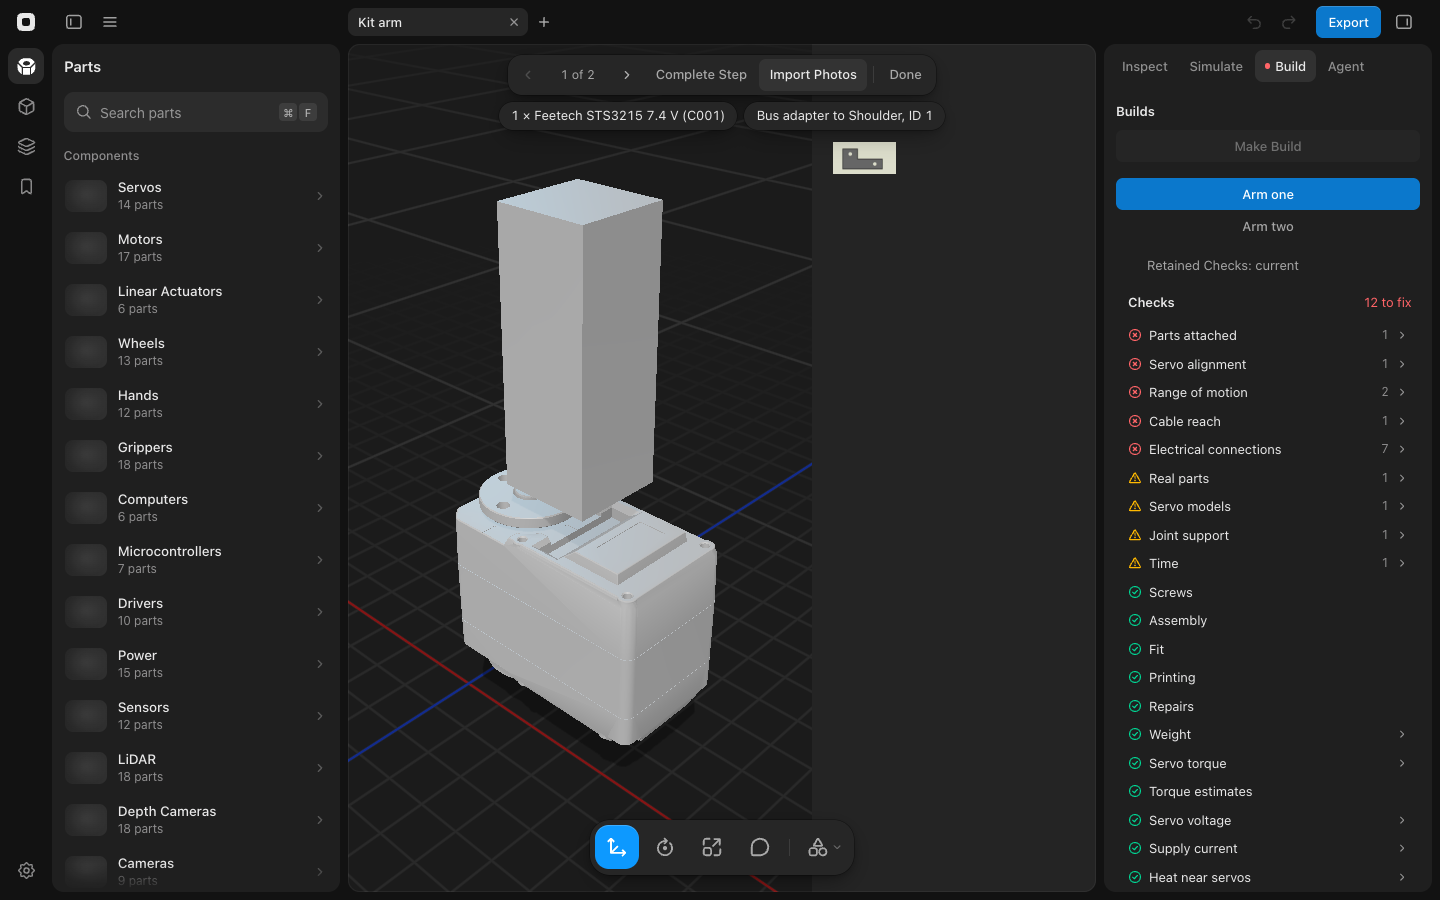 Kit arm
Export
Parts
Search parts
⌘ F
Components
Servos
14 parts
Motors
17 parts
Linear Actuators
6 parts
Wheels
13 parts
Hands
12 parts
Grippers
18 parts
Computers
6 parts
Microcontrollers
7 parts
Drivers
10 parts
Power
15 parts
Sensors
12 parts
LiDAR
18 parts
Depth Cameras
18 parts
Cameras
9 parts
1 of 2
Complete Step
Import Photos
Done
1 × Feetech STS3215 7.4 V (C001)
Bus adapter to Shoulder, ID 1
Inspect
Simulate
Build
Agent
Builds
Make Build
Arm one
Arm two
Retained Checks: current
Checks 12 to fix
Parts attached 1
Servo alignment 1
Range of motion 2
Cable reach 1
Electrical connections 7
Real parts 1
Servo models 1
Joint support 1
Time 1
Screws
Assembly
Fit
Printing
Repairs
Weight
Servo torque
Torque estimates
Servo voltage
Supply current
Heat near servos